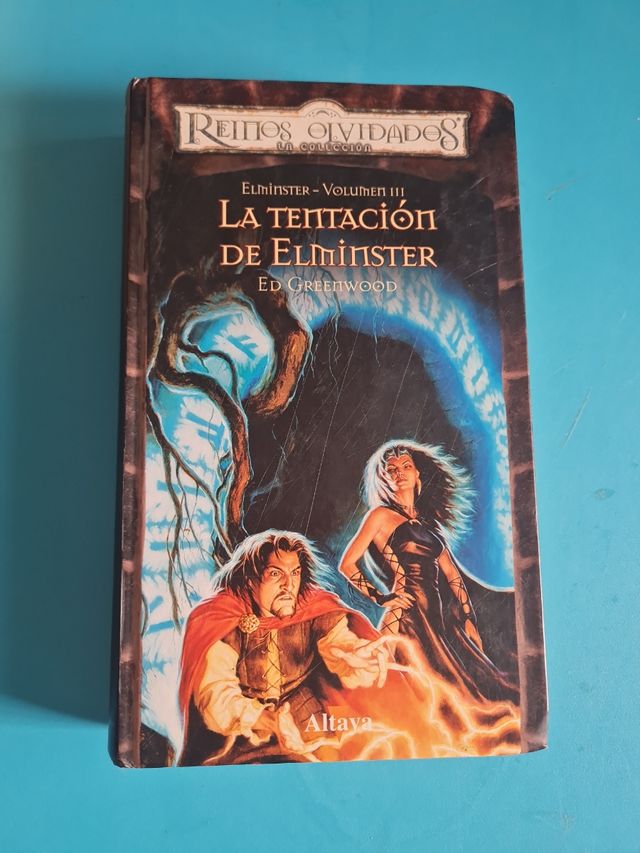 REINOS OLVIDADOS®
LA COLECCIÓN
ELMINSTER – VOLUMEN III
LA TENTACIÓN
DE ELMINSTER
ED GREENWOOD
Altaya